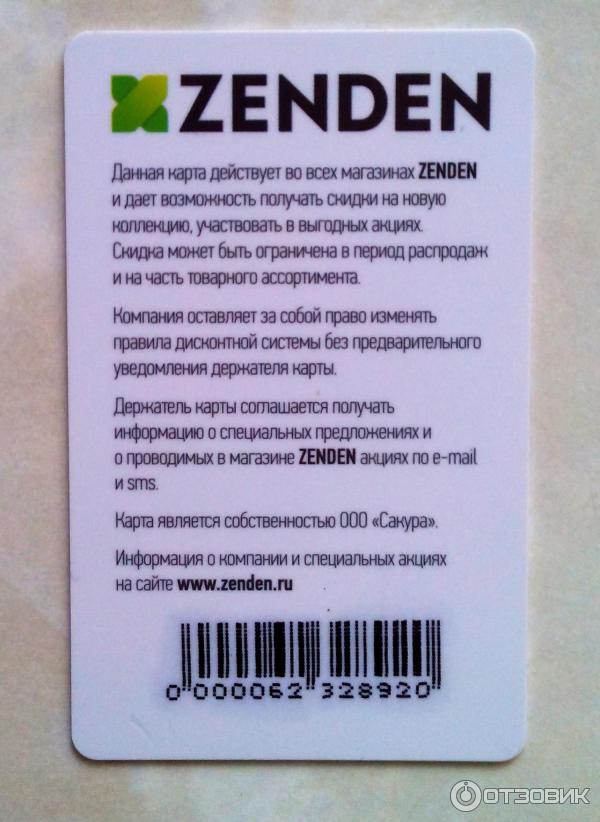 ZENDEN
Данная карта действует во всех магазинах ZENDEN
и дает возможность получать скидки на новую
коллекцию, участвовать в выгодных акциях.
Скидка может быть ограничена в период распродаж
и на часть товарного ассортимента.
Компания оставляет за собой право изменять
правила дисконтной системы без предварительного
уведомления держателя карты.
Держатель карты соглашается получать
информацию о специальных предложениях и
о проводимых в магазине ZENDEN акциях по e-mail
и sms.
Карта является собственностью ООО «Сакура».
Информация о компании и специальных акциях
на сайте www.zenden.ru
0 000062 328920
ОТЗОВИК